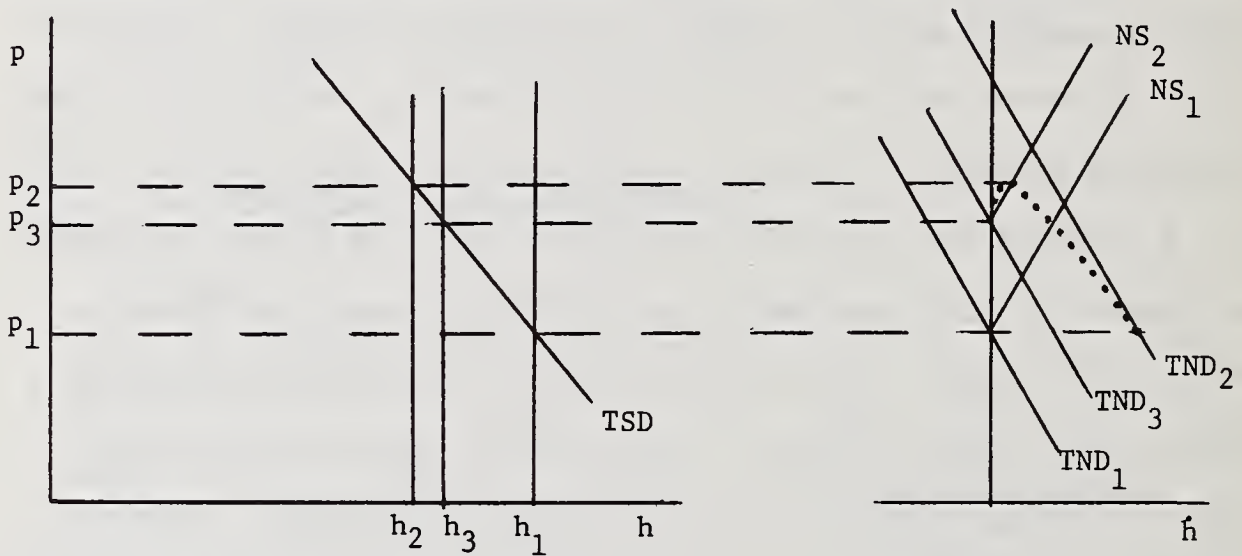 p
NS₂
NS₁
p₂
p₃
p₁
TSD
TND₂
TND₃
TND₁
h₂
h₃
h₁
h
ḣ